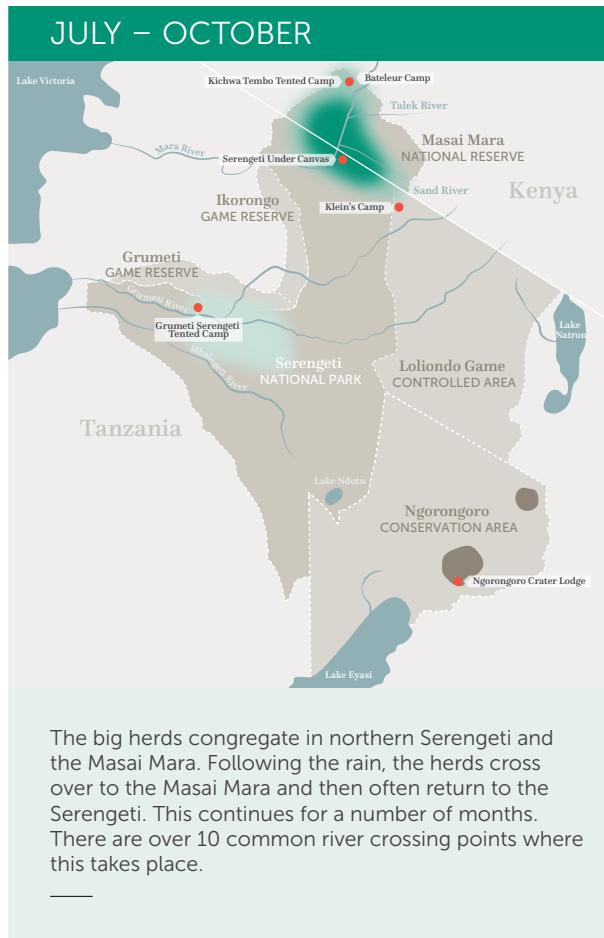 JULY – OCTOBER
Lake Victoria
Kichwa Tembo Tented Camp
Bateleur Camp
Talek River
Mara River
Masai Mara
NATIONAL RESERVE
Serengeti Under Canvas
Sand River
Kenya
Ikorongo
GAME RESERVE
Klein's Camp
Grumeti
GAME RESERVE
Grumeti River
Grumeti Serengeti
Tented Camp
Lake
Natron
Mbalageti River
Serengeti
NATIONAL PARK
Loliondo Game
CONTROLLED AREA
Tanzania
Lake Ndutu
Ngorongoro
CONSERVATION AREA
Ngorongoro Crater Lodge
Lake Eyasi
The big herds congregate in northern Serengeti and
the Masai Mara. Following the rain, the herds cross
over to the Masai Mara and then often return to the
Serengeti. This continues for a number of months.
There are over 10 common river crossing points where
this takes place.